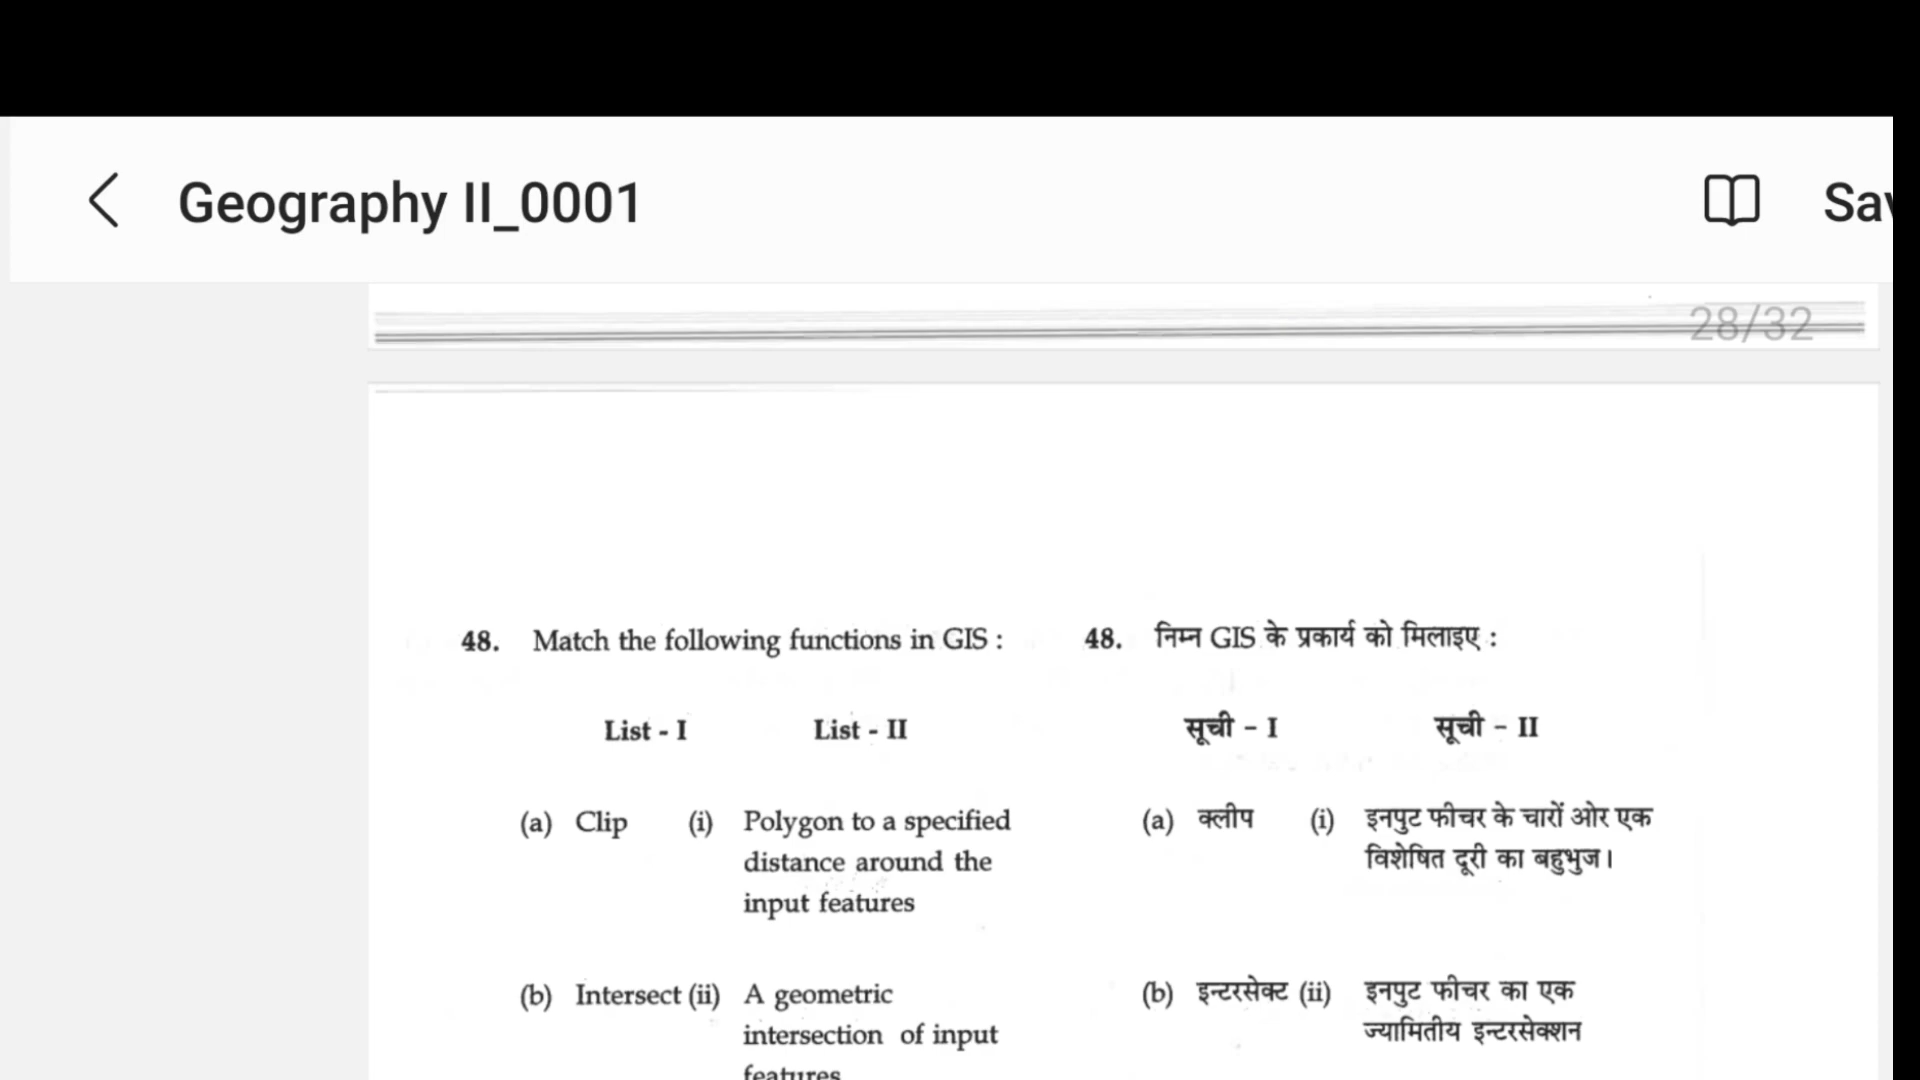 Geography II_0001
Sav
28/32
48. Match the following functions in GIS :
List - I List - II
(a) Clip (i) Polygon to a specified
distance around the
input features
(b) Intersect (ii) A geometric
intersection of input
features
48. निम्न GIS के प्रकार्य को मिलाइए :
सूची - I सूची - II
(a) क्लीप (i) इनपुट फीचर के चारों ओर एक
विशेषित दूरी का बहुभुज।
(b) इन्टरसेक्ट (ii) इनपुट फीचर का एक
ज्यामितीय इन्टरसेक्शन